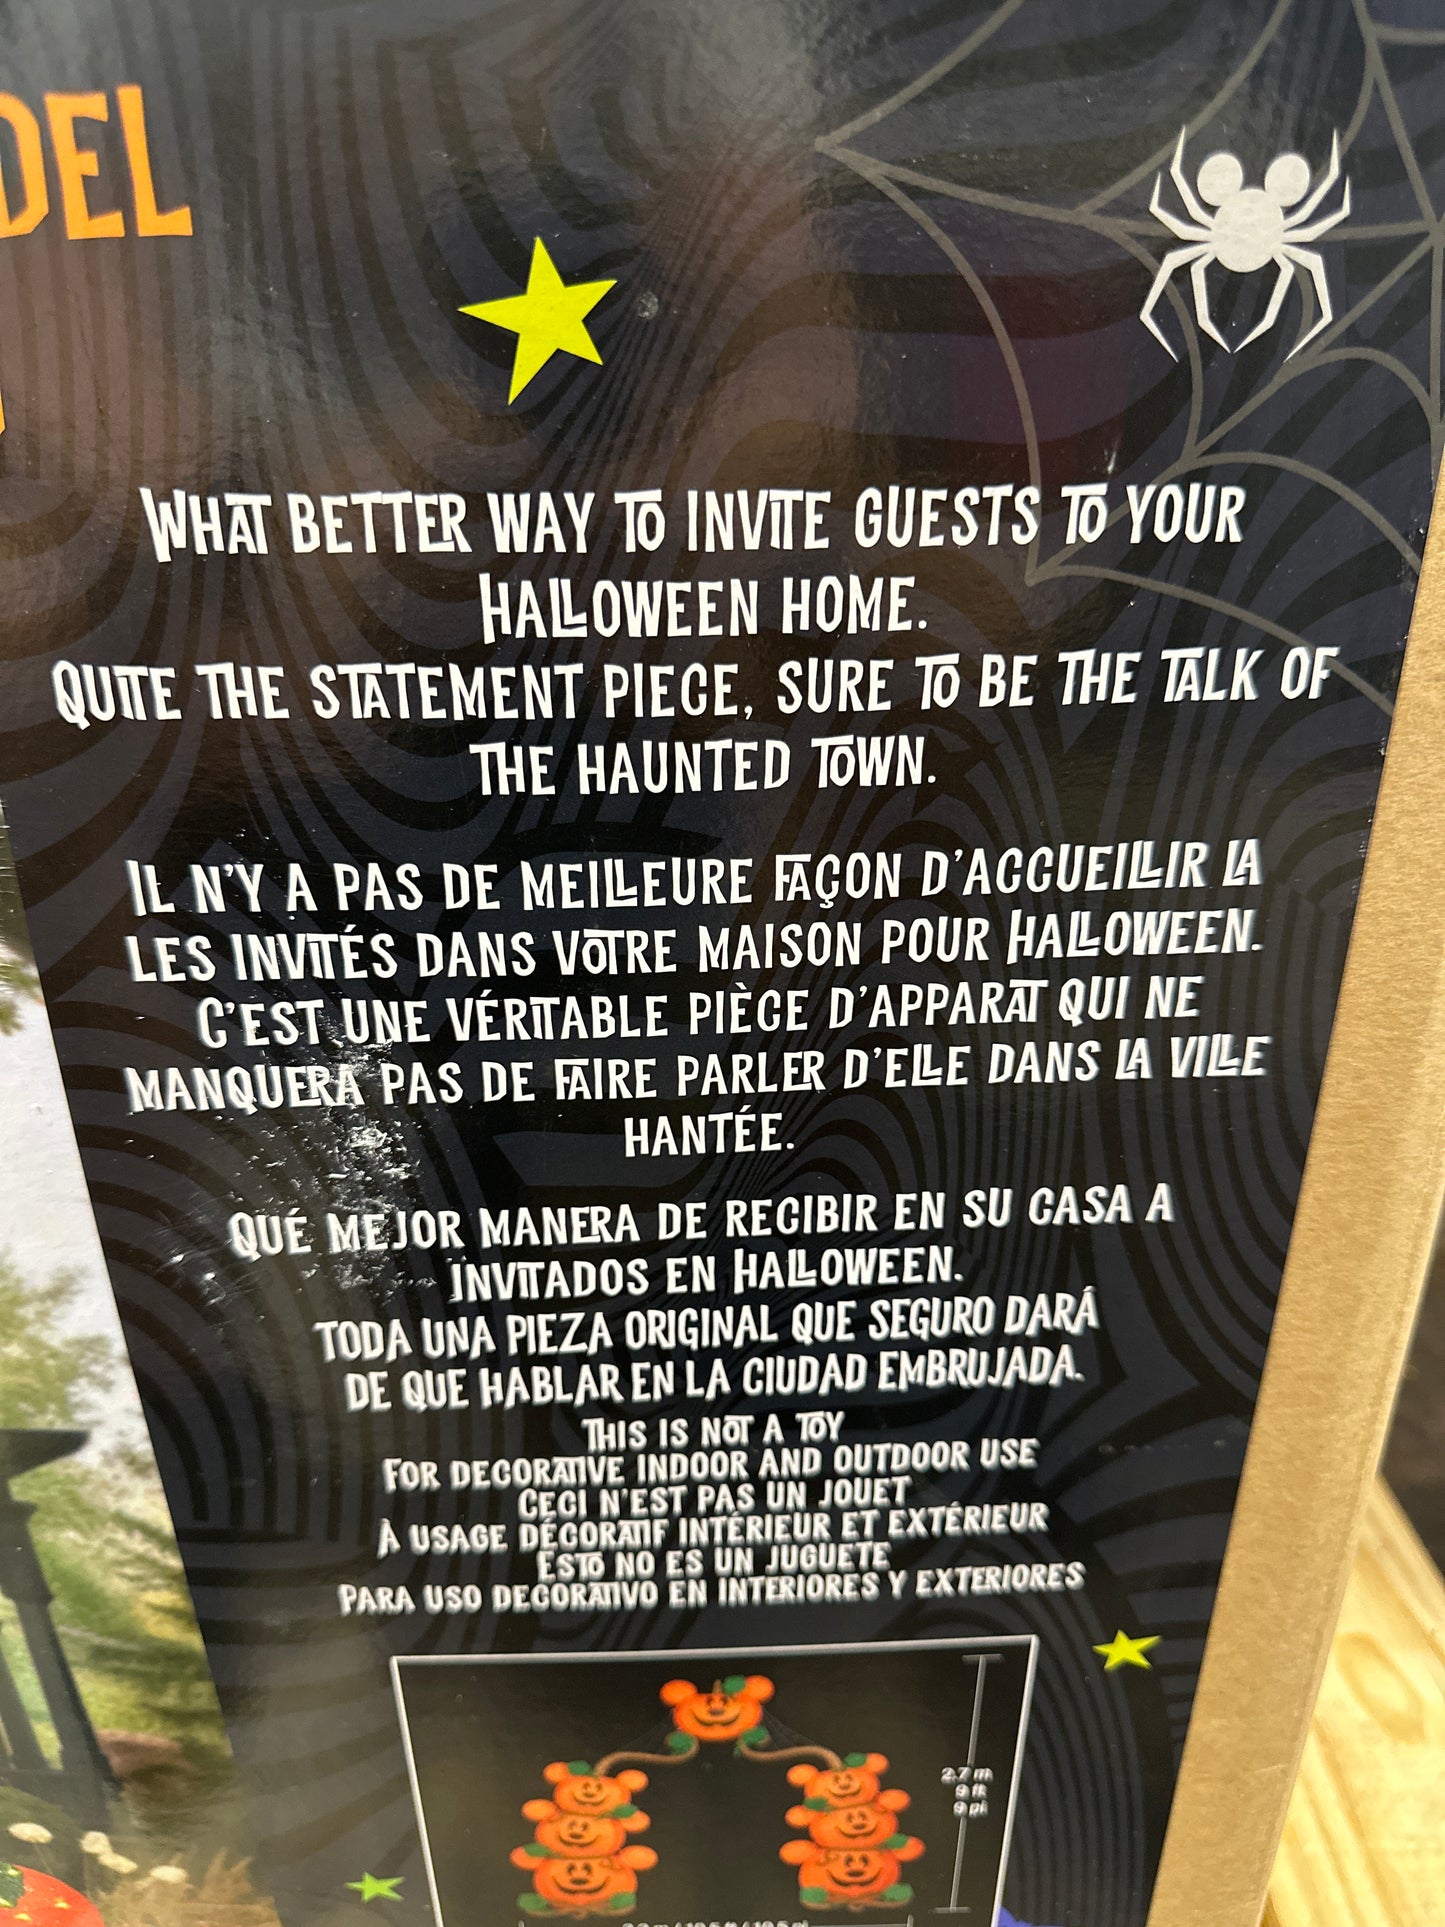 DEL
What better way to invite guests to your
Halloween home.
Quite the statement piece, sure to be the talk of
the haunted town.
Il n'y a pas de meilleure façon d'accueillir la
les invités dans votre maison pour Halloween.
C'est une véritable pièce d'apparat qui ne
manquera pas de faire parler d'elle dans la ville
hantée.
Qué mejor manera de recibir en su casa a
invitados en Halloween.
Toda una pieza original que seguro dará
de que hablar en la ciudad embrujada.
This is not a toy
For decorative indoor and outdoor use
Ceci n'est pas un jouet
À usage décoratif intérieur et extérieur
Esto no es un juguete
Para uso decorativo en interiores y exteriores
2.7 m
9 ft
9 pi